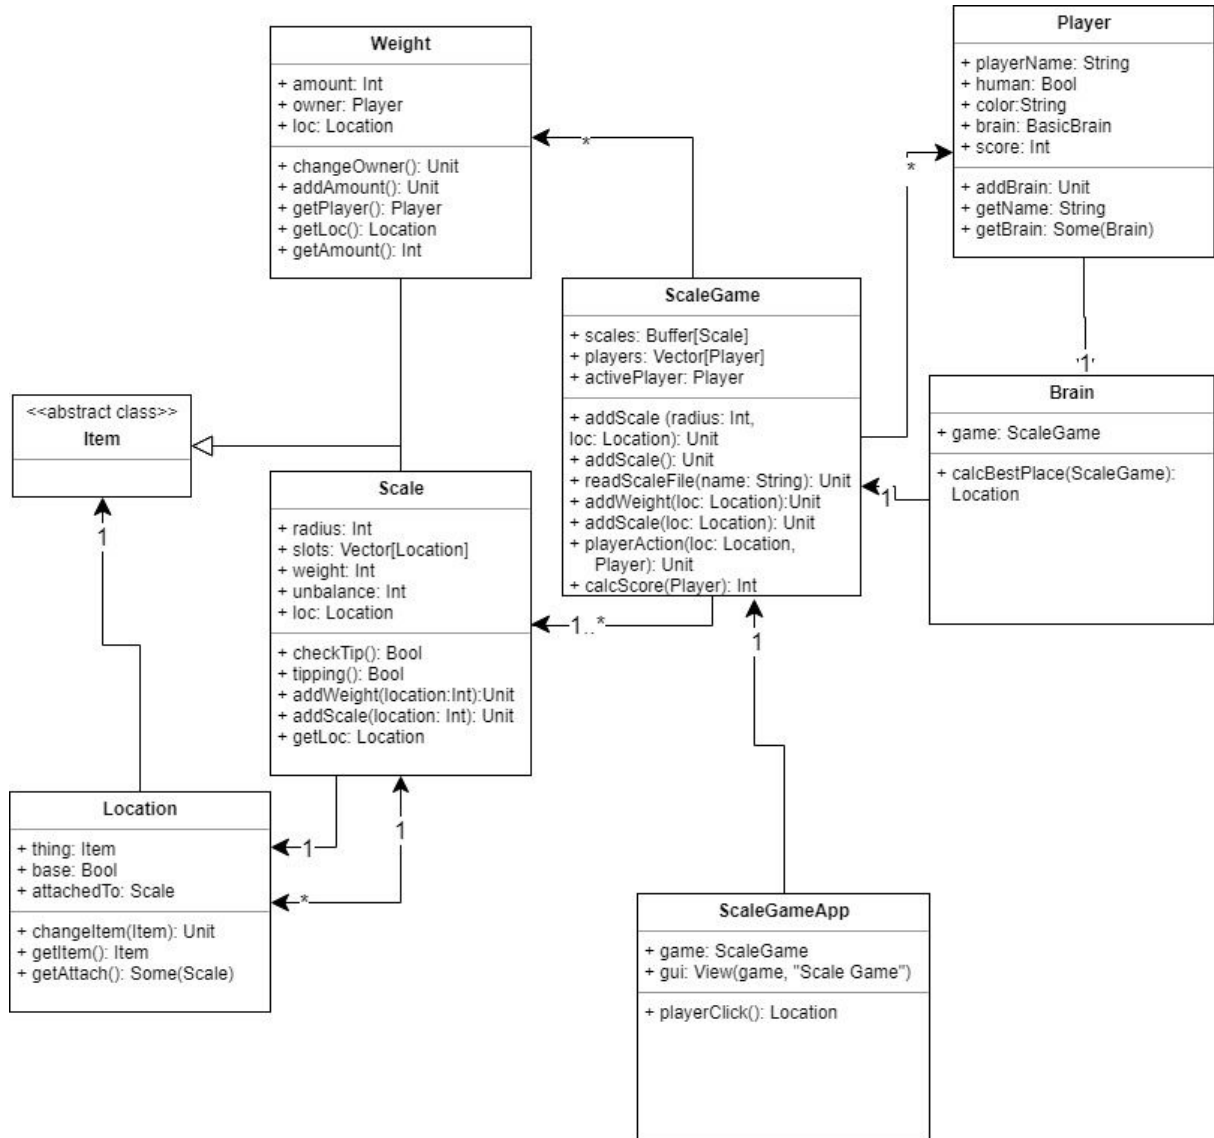 Weight
+ amount: Int
+ owner: Player
+ loc: Location
+ changeOwner(): Unit
+ addAmount(): Unit
+ getPlayer(): Player
+ getLoc(): Location
+ getAmount(): Int
*
Player
+ playerName: String
+ human: Bool
+ color:String
+ brain: BasicBrain
+ score: Int
+ addBrain: Unit
+ getName: String
+ getBrain: Some(Brain)
*
ScaleGame
+ scales: Buffer[Scale]
+ players: Vector[Player]
+ activePlayer: Player
+ addScale (radius: Int,
loc: Location): Unit
+ addScale(): Unit
+ readScaleFile(name: String): Unit
+ addWeight(loc: Location):Unit
+ addScale(loc: Location): Unit
+ playerAction(loc: Location,
Player): Unit
+ calcScore(Player): Int
'1'
Brain
+ game: ScaleGame
+ calcBestPlace(ScaleGame):
Location
1
<<abstract class>>
Item
1
Scale
+ radius: Int
+ slots: Vector[Location]
+ weight: Int
+ unbalance: Int
+ loc: Location
+ checkTip(): Bool
+ tipping(): Bool
+ addWeight(location:Int):Unit
+ addScale(location: Int): Unit
+ getLoc: Location
1..*
1
Location
+ thing: Item
+ base: Bool
+ attachedTo: Scale
+ changeItem(Item): Unit
+ getItem(): Item
+ getAttach(): Some(Scale)
1
1
*
ScaleGameApp
+ game: ScaleGame
+ gui: View(game, "Scale Game")
+ playerClick(): Location